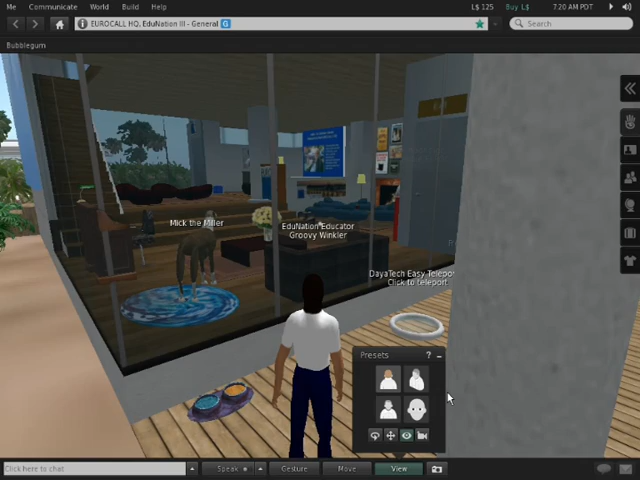 Me Communicate World Build Help L$ 125 Buy L$ 7:20 AM PDT
EUROCALL HQ, EduNation III - General G
Search
Bubblegum
Mick the Miller
EduNation Educator
Groovy Winkler
DayaTech Easy Telepor
Click to teleport
Presets ?
Click here to chat Speak Gesture Move View